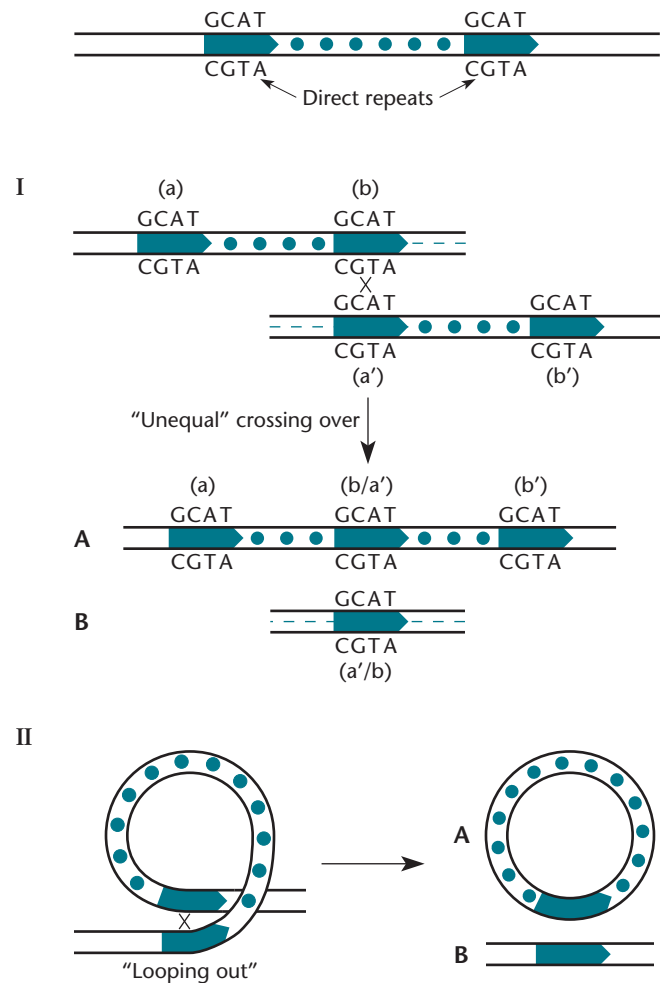 GCAT GCAT
CGTA CGTA
Direct repeats
I
(a) (b)
GCAT GCAT
CGTA CGTA
X
GCAT GCAT
CGTA CGTA
(a′) (b′)
“Unequal” crossing over
(a) (b/a′) (b′)
GCAT GCAT GCAT
A
CGTA CGTA CGTA
GCAT
B
CGTA
(a′/b)
II
A
X
B
“Looping out”